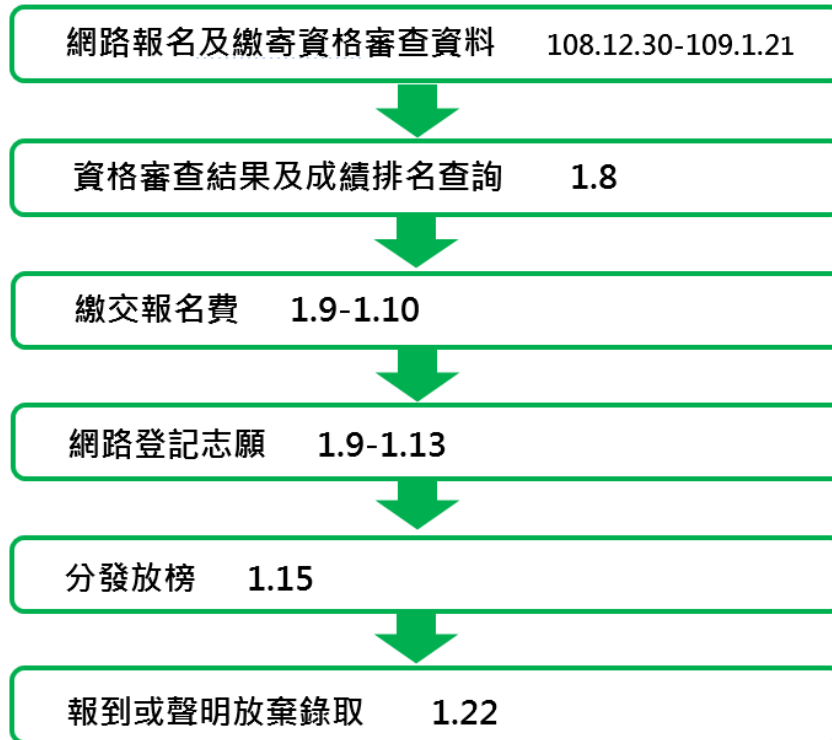 網路報名及繳寄資格審查資料 108.12.30-109.1.21
資格審查結果及成績排名查詢 1.8
繳交報名費 1.9-1.10
網路登記志願 1.9-1.13
分發放榜 1.15
報到或聲明放棄錄取 1.22